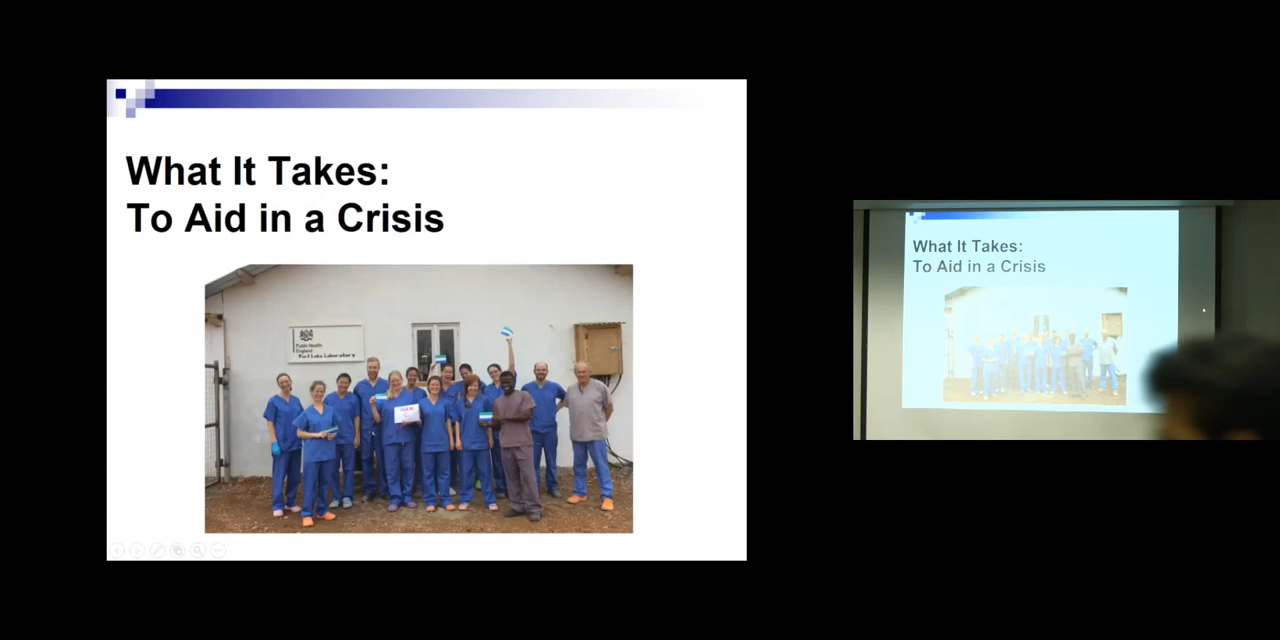 What It Takes:
To Aid in a Crisis
Public Health
England
Port Loko Laboratory
What It Takes:
To Aid in a Crisis